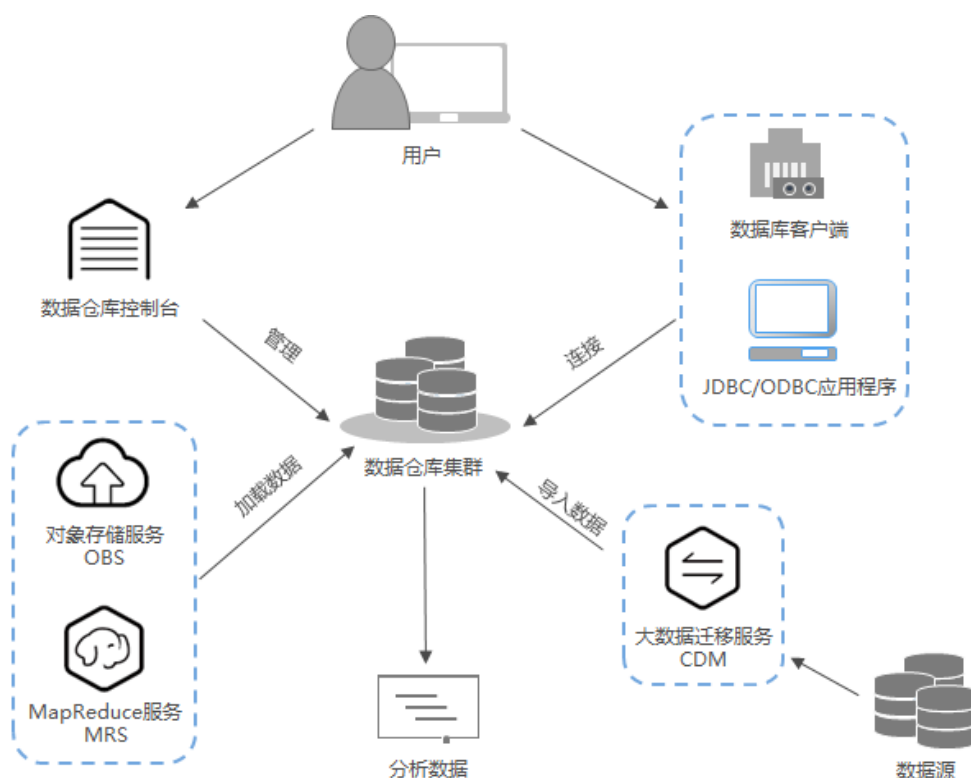 用户
数据库客户端
数据仓库控制台
管理
连接
JDBC/ODBC应用程序
数据仓库集群
加载数据
导入数据
对象存储服务
OBS
大数据迁移服务
CDM
MapReduce服务
MRS
分析数据
数据源